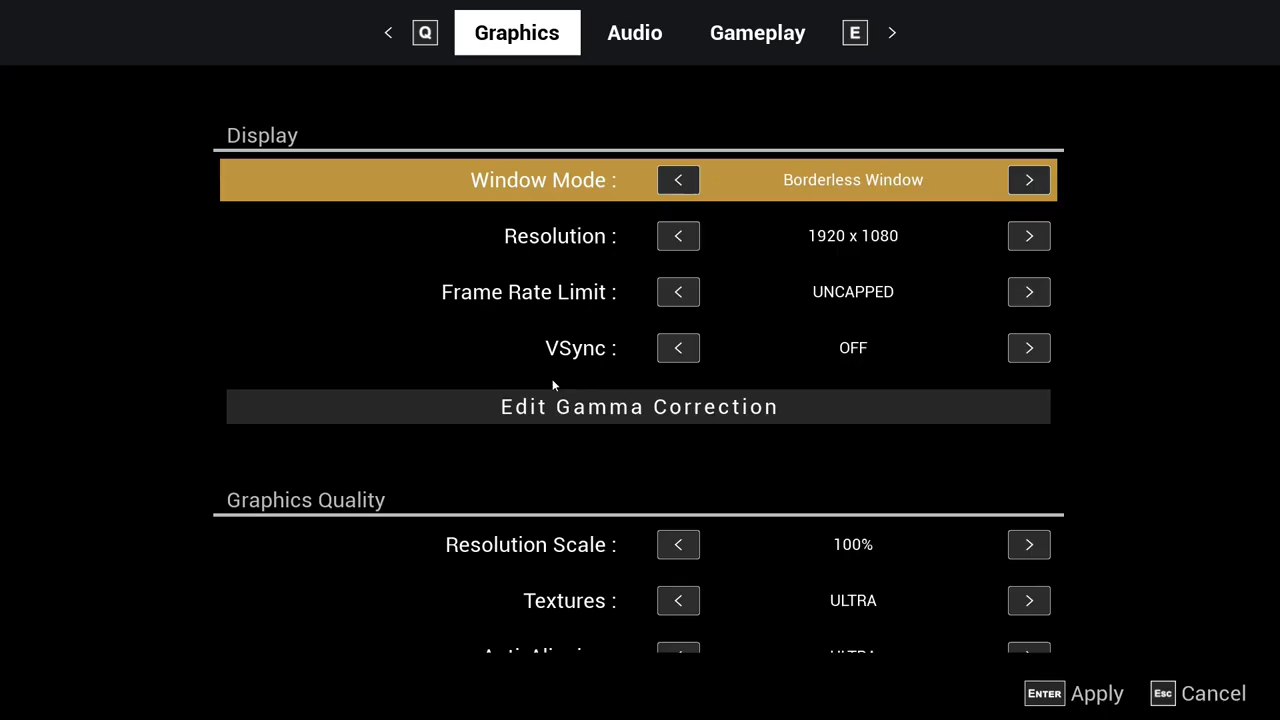 < Q Graphics Audio Gameplay E >
Display
Window Mode : < Borderless Window >
Resolution : < 1920 x 1080 >
Frame Rate Limit : < UNCAPPED >
VSync : < OFF >
Edit Gamma Correction
Graphics Quality
Resolution Scale : < 100% >
Textures : < ULTRA >
ENTER Apply Esc Cancel